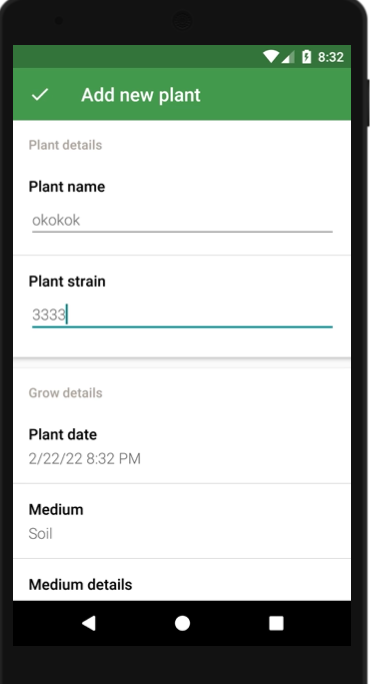 8:32
Add new plant
Plant details
Plant name
okokok
Plant strain
3333
Grow details
Plant date
2/22/22 8:32 PM
Medium
Soil
Medium details